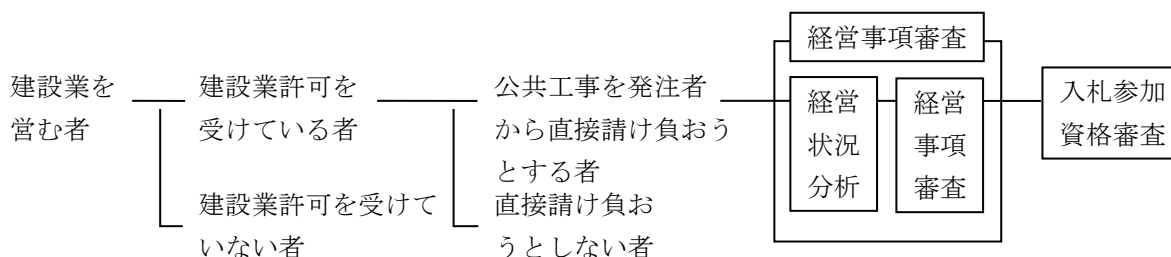 経営事項審査
建設業を
営む者
建設業許可を
受けている者
公共工事を発注者
から直接請け負おう
とする者
経営
状況
分析
経営
事項
審査
入札参加
資格審査
建設業許可を受けて
いない者
直接請け負お
うとしない者